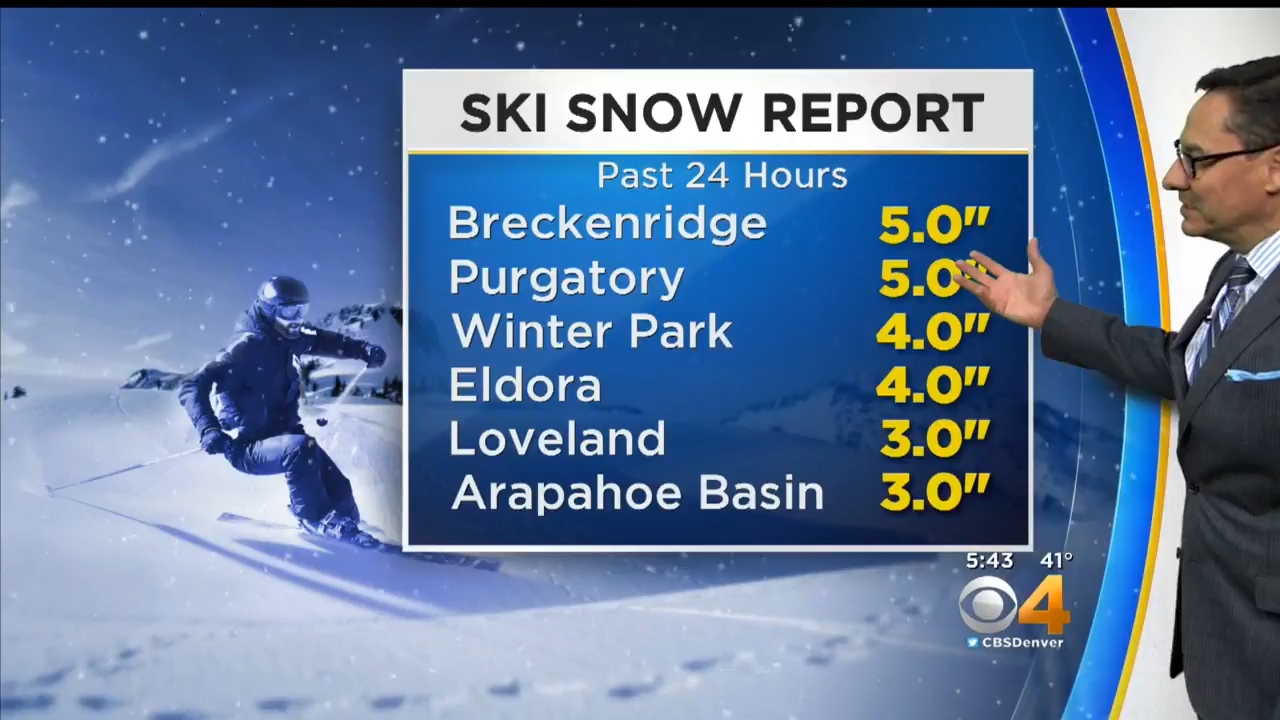 SKI SNOW REPORT
Past 24 Hours
Breckenridge 5.0"
Purgatory 5.0"
Winter Park 4.0"
Eldora 4.0"
Loveland 3.0"
Arapahoe Basin 3.0"
5:43 41°
4
CBSDenver